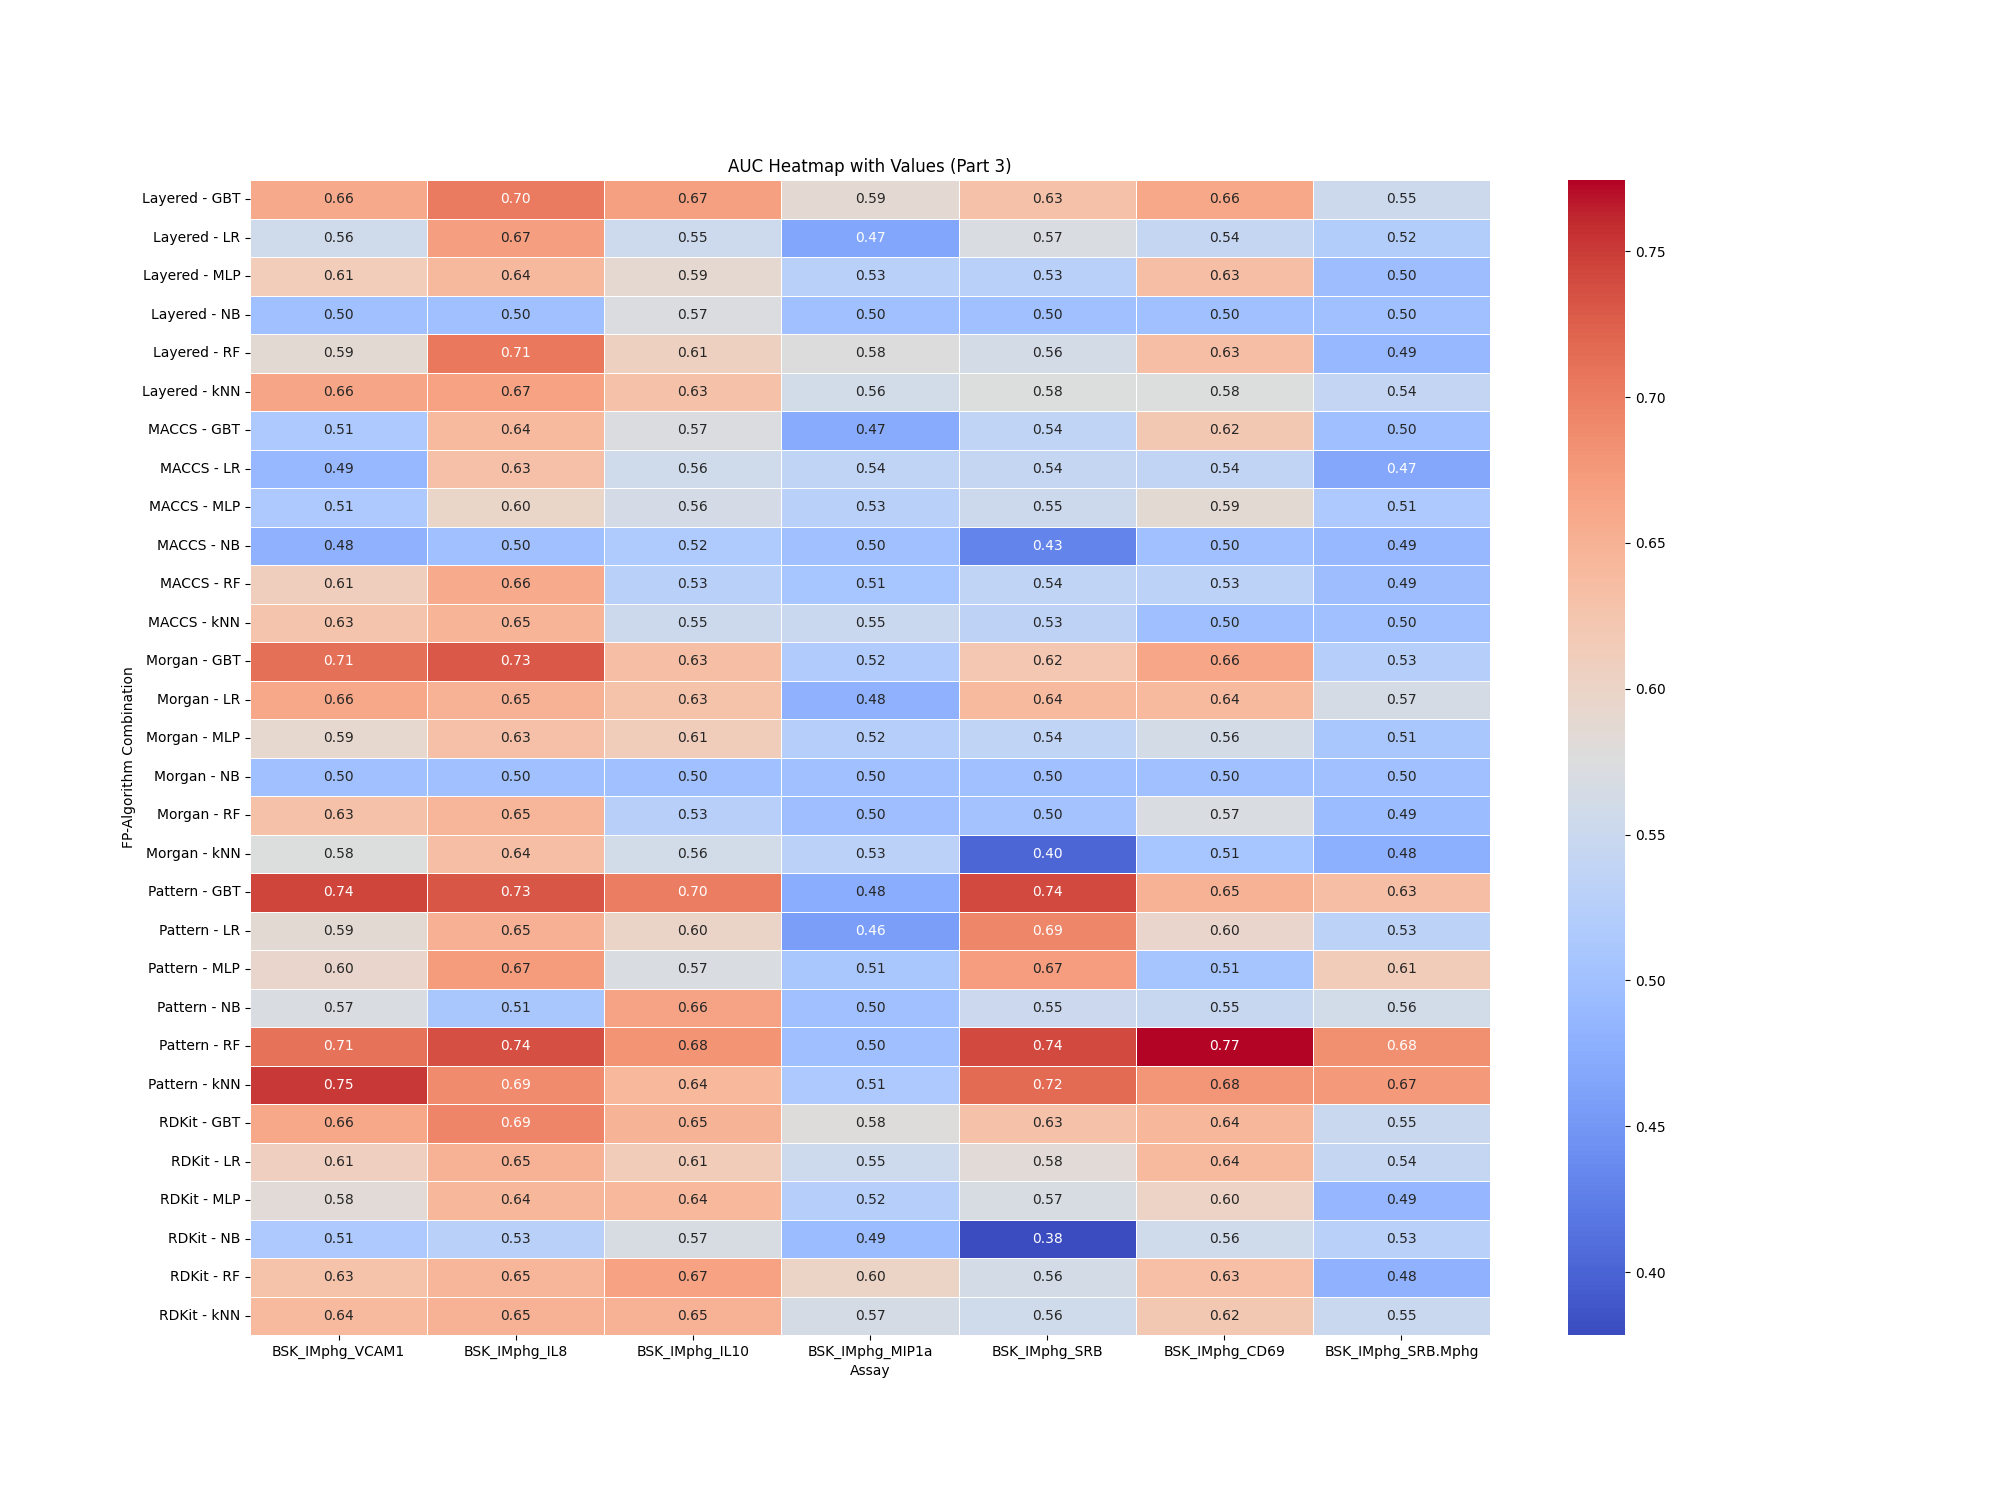 AUC Heatmap with Values (Part 3)
Layered - GBT 0.66 0.70 0.67 0.59 0.63 0.66 0.55
Layered - LR 0.56 0.67 0.55 0.47 0.57 0.54 0.52
Layered - MLP 0.61 0.64 0.59 0.53 0.53 0.63 0.50
Layered - NB 0.50 0.50 0.57 0.50 0.50 0.50 0.50
Layered - RF 0.59 0.71 0.61 0.58 0.56 0.63 0.49
Layered - kNN 0.66 0.67 0.63 0.56 0.58 0.58 0.54
MACCS - GBT 0.51 0.64 0.57 0.47 0.54 0.62 0.50
MACCS - LR 0.49 0.63 0.56 0.54 0.54 0.54 0.47
MACCS - MLP 0.51 0.60 0.56 0.53 0.55 0.59 0.51
MACCS - NB 0.48 0.50 0.52 0.50 0.43 0.50 0.49
MACCS - RF 0.61 0.66 0.53 0.51 0.54 0.53 0.49
MACCS - kNN 0.63 0.65 0.55 0.55 0.53 0.50 0.50
Morgan - GBT 0.71 0.73 0.63 0.52 0.62 0.66 0.53
Morgan - LR 0.66 0.65 0.63 0.48 0.64 0.64 0.57
Morgan - MLP 0.59 0.63 0.61 0.52 0.54 0.56 0.51
Morgan - NB 0.50 0.50 0.50 0.50 0.50 0.50 0.50
Morgan - RF 0.63 0.65 0.53 0.50 0.50 0.57 0.49
Morgan - kNN 0.58 0.64 0.56 0.53 0.40 0.51 0.48
Pattern - GBT 0.74 0.73 0.70 0.48 0.74 0.65 0.63
Pattern - LR 0.59 0.65 0.60 0.46 0.69 0.60 0.53
Pattern - MLP 0.60 0.67 0.57 0.51 0.67 0.51 0.61
Pattern - NB 0.57 0.51 0.66 0.50 0.55 0.55 0.56
Pattern - RF 0.71 0.74 0.68 0.50 0.74 0.77 0.68
Pattern - kNN 0.75 0.69 0.64 0.51 0.72 0.68 0.67
RDKit - GBT 0.66 0.69 0.65 0.58 0.63 0.64 0.55
RDKit - LR 0.61 0.65 0.61 0.55 0.58 0.64 0.54
RDKit - MLP 0.58 0.64 0.64 0.52 0.57 0.60 0.49
RDKit - NB 0.51 0.53 0.57 0.49 0.38 0.56 0.53
RDKit - RF 0.63 0.65 0.67 0.60 0.56 0.63 0.48
RDKit - kNN 0.64 0.65 0.65 0.57 0.56 0.62 0.55
BSK_IMphg_VCAM1 BSK_IMphg_IL8 BSK_IMphg_IL10 BSK_IMphg_MIP1a BSK_IMphg_SRB BSK_IMphg_CD69 BSK_IMphg_SRB.Mphg
Assay
FP-Algorithm Combination
0.75
0.70
0.65
0.60
0.55
0.50
0.45
0.40